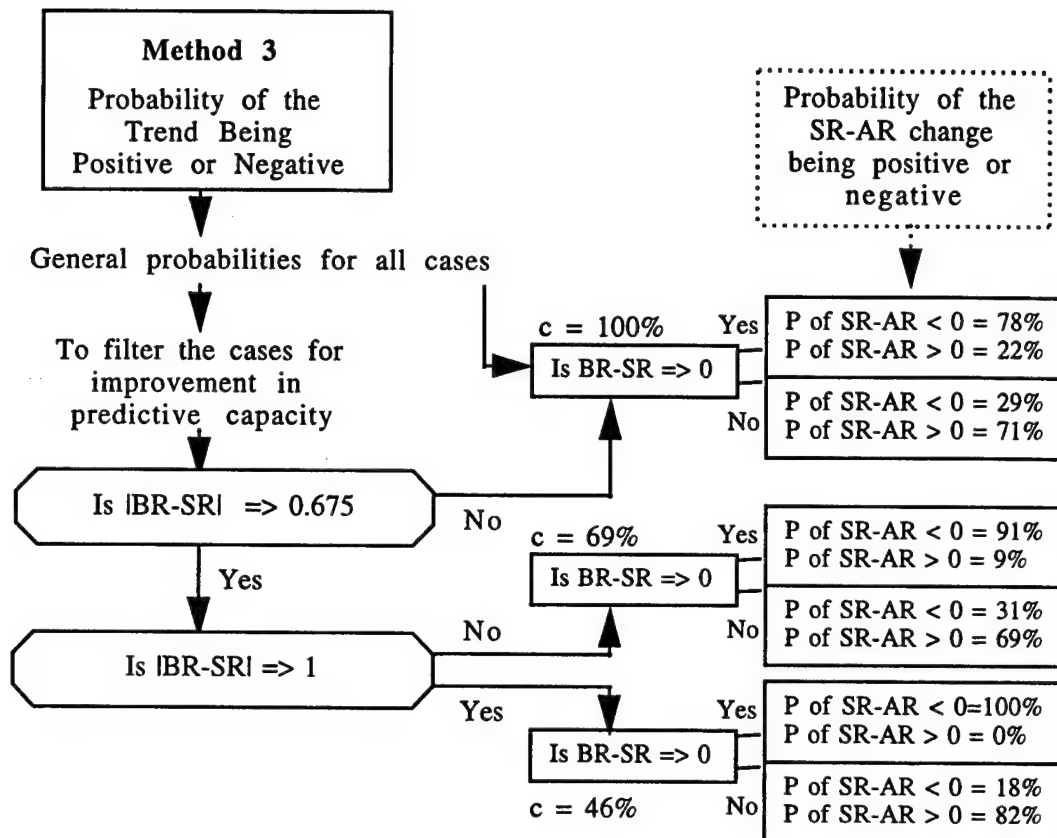 Method 3
Probability of the
Trend Being
Positive or Negative
Probability of the
SR-AR change
being positive or
negative
General probabilities for all cases
To filter the cases for
improvement in
predictive capacity
c = 100%
Is BR-SR => 0
Yes
No
P of SR-AR < 0 = 78%
P of SR-AR > 0 = 22%
P of SR-AR < 0 = 29%
P of SR-AR > 0 = 71%
Is |BR-SR| => 0.675
No
Yes
c = 69%
Is BR-SR => 0
Yes
No
P of SR-AR < 0 = 91%
P of SR-AR > 0 = 9%
P of SR-AR < 0 = 31%
P of SR-AR > 0 = 69%
Is |BR-SR| => 1
No
Yes
Is BR-SR => 0
c = 46%
Yes
No
P of SR-AR < 0=100%
P of SR-AR > 0 = 0%
P of SR-AR < 0 = 18%
P of SR-AR > 0 = 82%